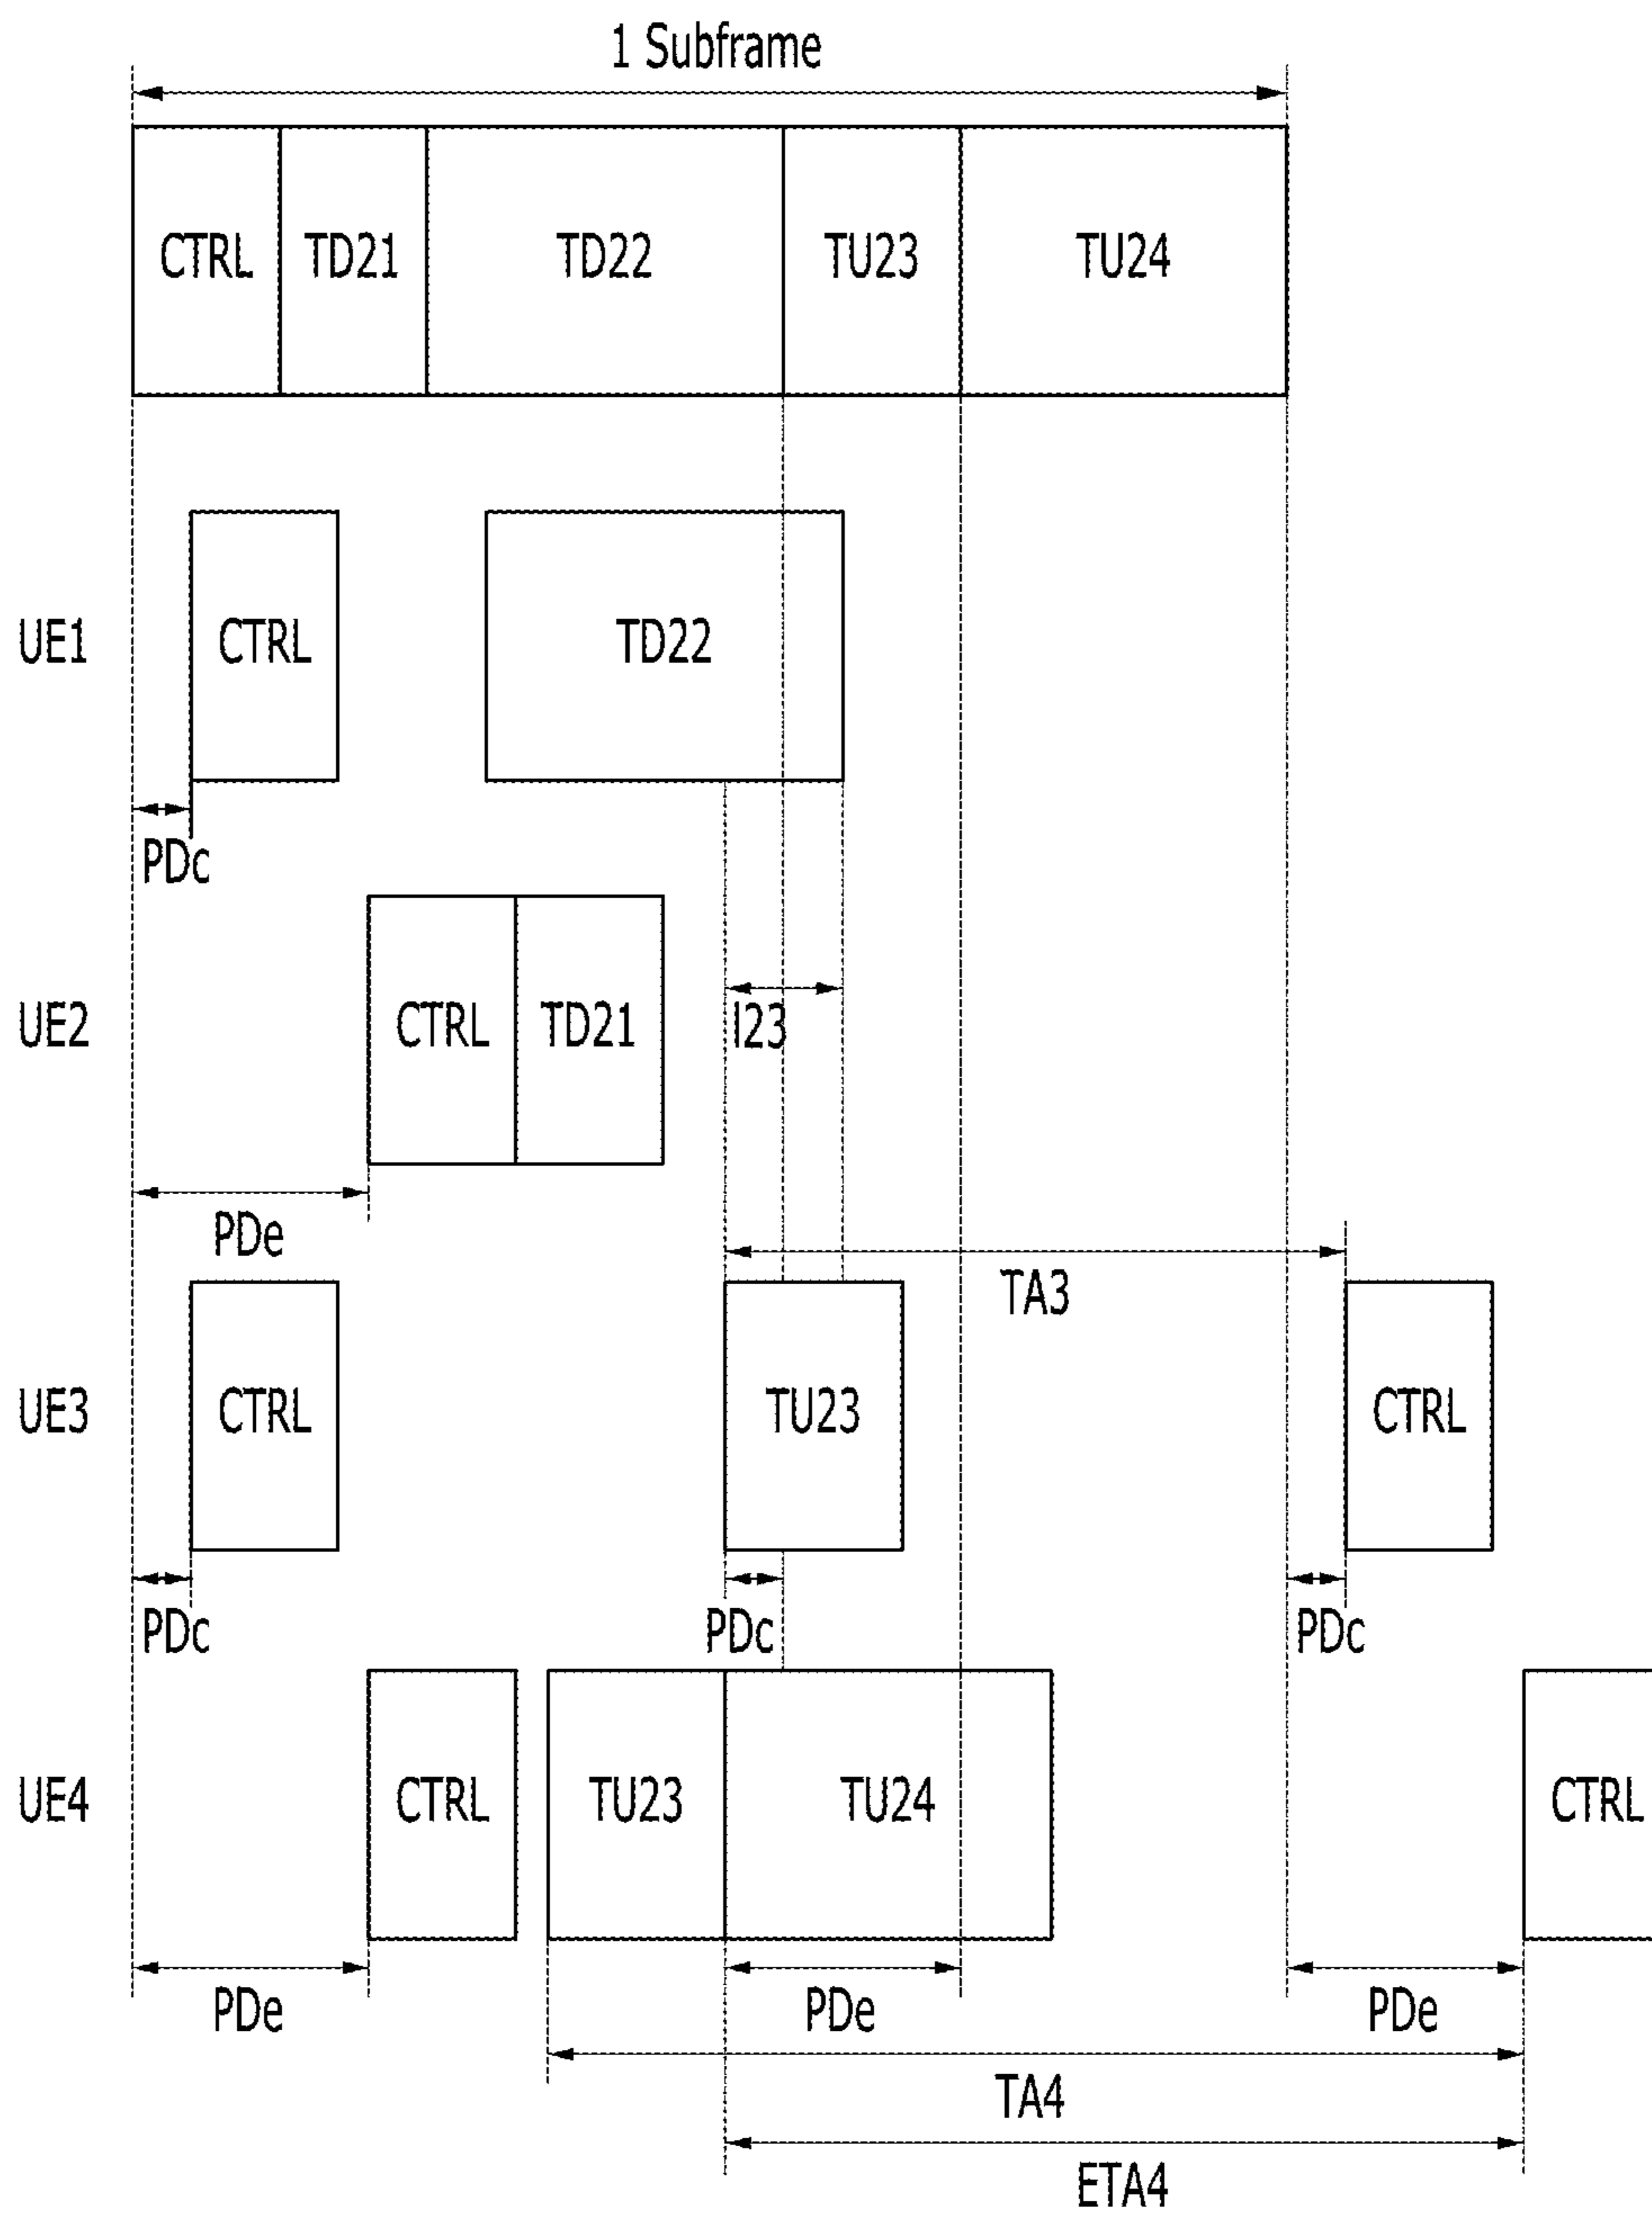 1 Subframe
CTRL TD21 TD22 TU23 TU24
UE1 CTRL TD22
PDc
UE2 CTRL TD21 I23
PDe
TA3
UE3 CTRL TU23 CTRL
PDc PDc PDc
UE4 CTRL TU23 TU24 CTRL
PDe PDe PDe
TA4
ETA4